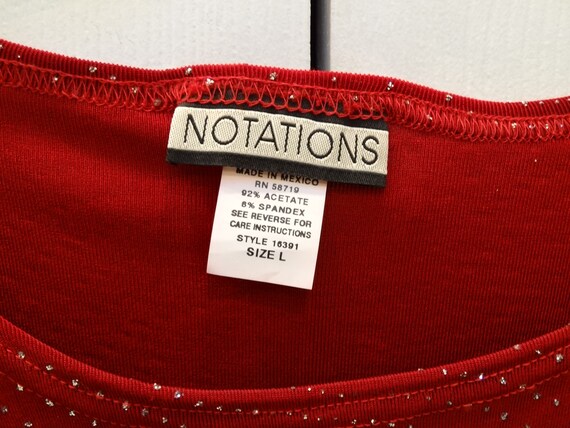 NOTATIONS
MADE IN MEXICO
RN 58719
92% ACETATE
8% SPANDEX
SEE REVERSE FOR
CARE INSTRUCTIONS
STYLE 16391
SIZE L